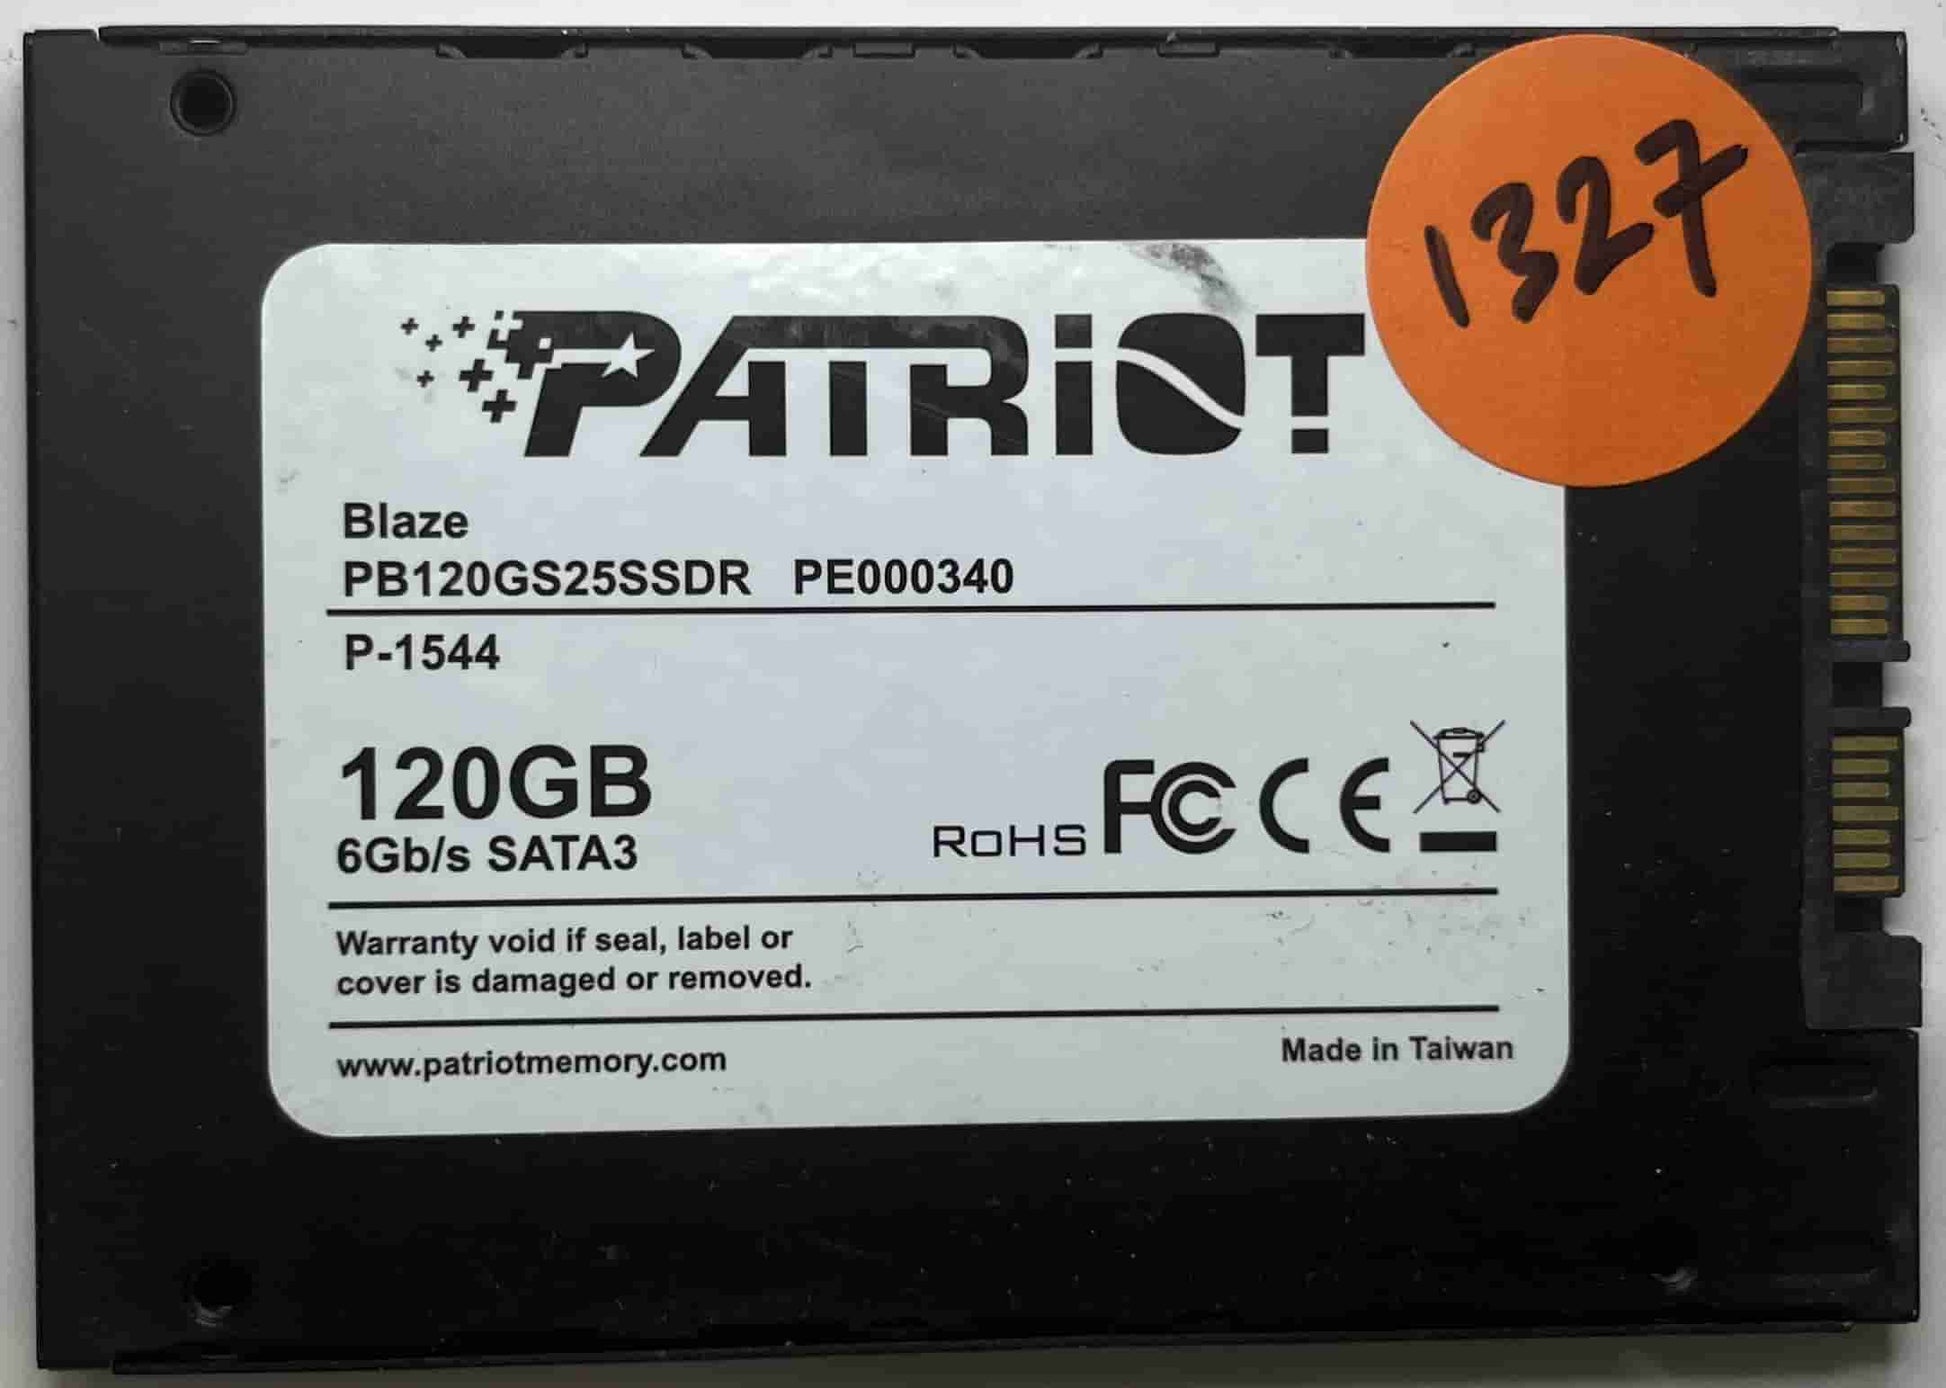 1327
PATRiOT
Blaze
PB120GS25SSDR PE000340
P-1544
120GB
6Gb/s SATA3
RoHS FC CE
Warranty void if seal, label or
cover is damaged or removed.
www.patriotmemory.com
Made in Taiwan